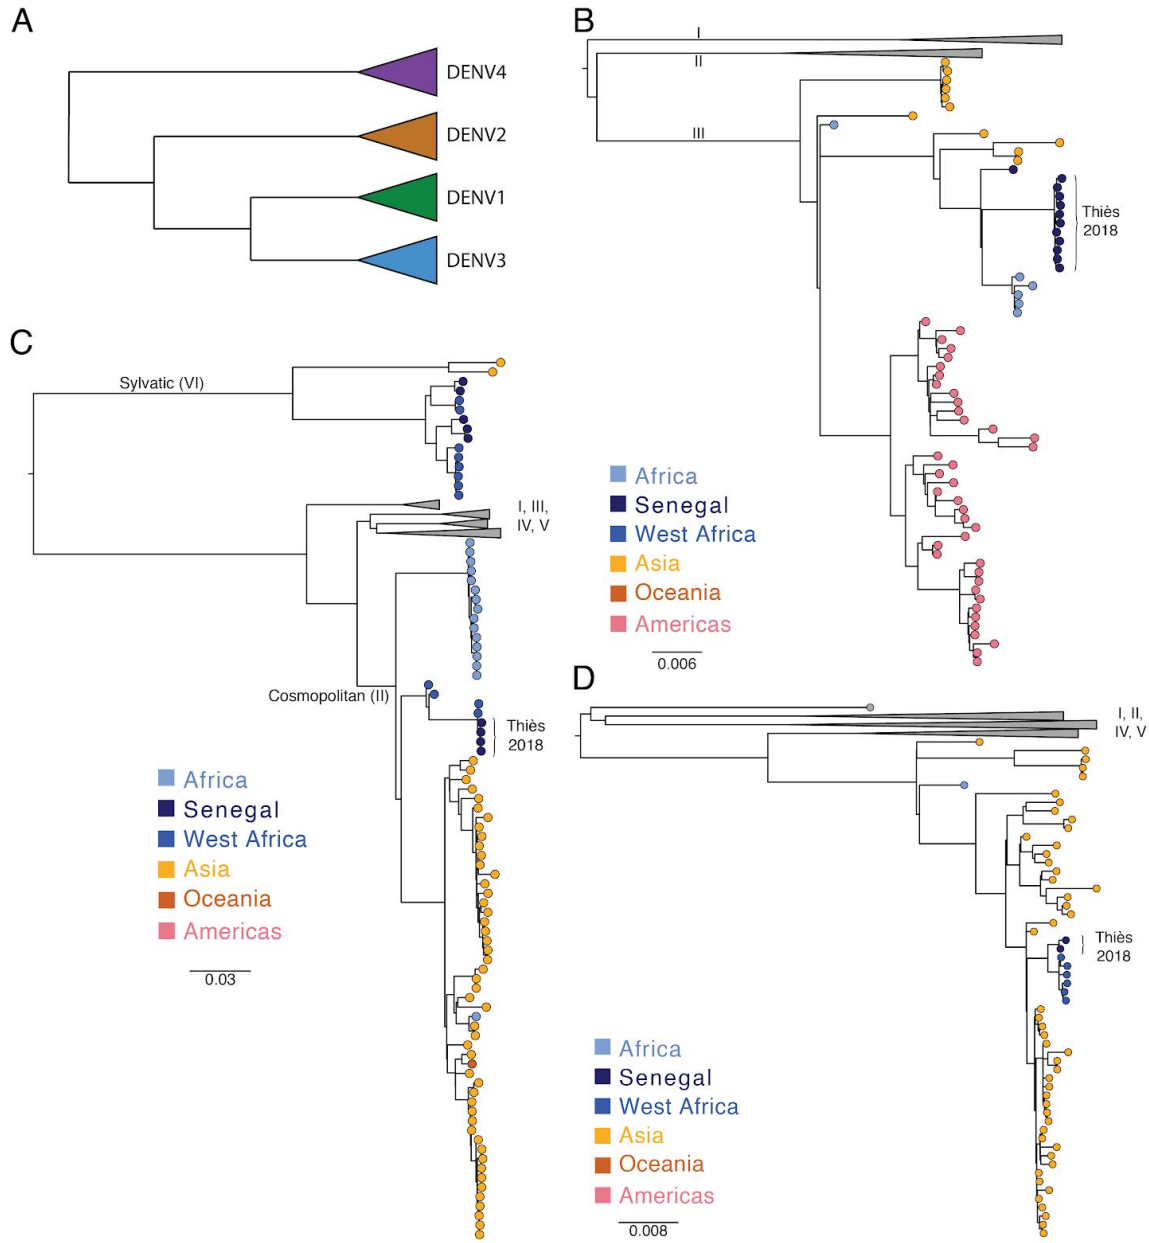 A
DENV4
DENV2
DENV1
DENV3
B
I
II
III
Thiès
2018
Africa
Senegal
West Africa
Asia
Oceania
Americas
0.006
C
Sylvatic (VI)
I, III,
IV, V
Cosmopolitan (II)
Thiès
2018
Africa
Senegal
West Africa
Asia
Oceania
Americas
0.03
D
I, II,
IV, V
Thiès
2018
Africa
Senegal
West Africa
Asia
Oceania
Americas
0.008